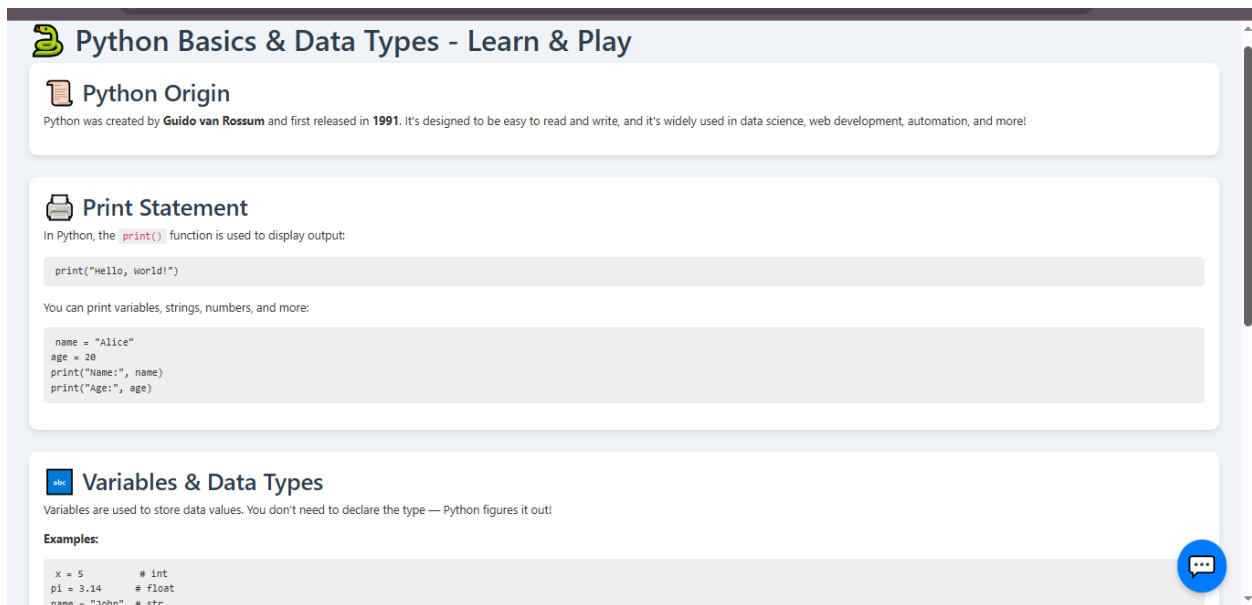 Python Basics & Data Types - Learn & Play
Python Origin
Python was created by Guido van Rossum and first released in 1991. It's designed to be easy to read and write, and it's widely used in data science, web development, automation, and more!
Print Statement
In Python, the print() function is used to display output:
print("Hello, World!")
You can print variables, strings, numbers, and more:
name = "Alice"
age = 20
print("Name:", name)
print("Age:", age)
abc
Variables & Data Types
Variables are used to store data values. You don't need to declare the type — Python figures it out!
Examples:
x = 5 # int
pi = 3.14 # float
name = "John" # str